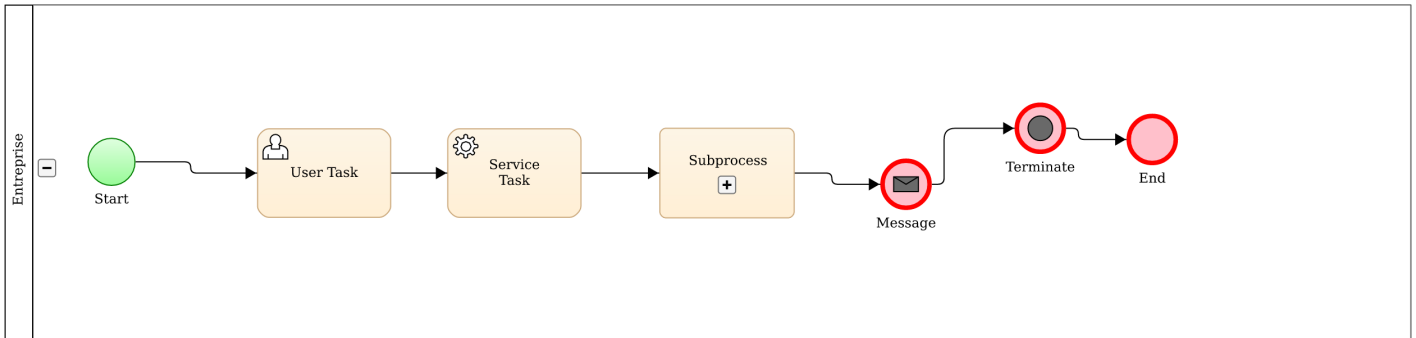 Entreprise
Start
User Task
Service
Task
Subprocess
Message
Terminate
End